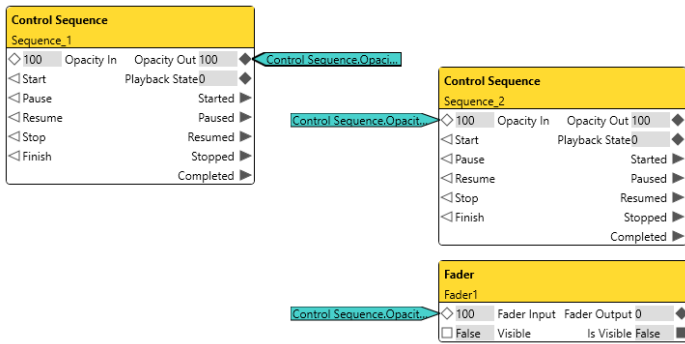 Control Sequence
Sequence_1
100 Opacity In Opacity Out 100
Control Sequence.Opaci...
Start Playback State 0
Pause Started
Resume Paused
Stop Resumed
Finish Stopped
Completed
Control Sequence
Sequence_2
Control Sequence.Opacit...
100 Opacity In Opacity Out 100
Start Playback State 0
Pause Started
Resume Paused
Stop Resumed
Finish Stopped
Completed
Fader
Fader1
Control Sequence.Opacit...
100 Fader Input Fader Output 0
False Visible Is Visible False